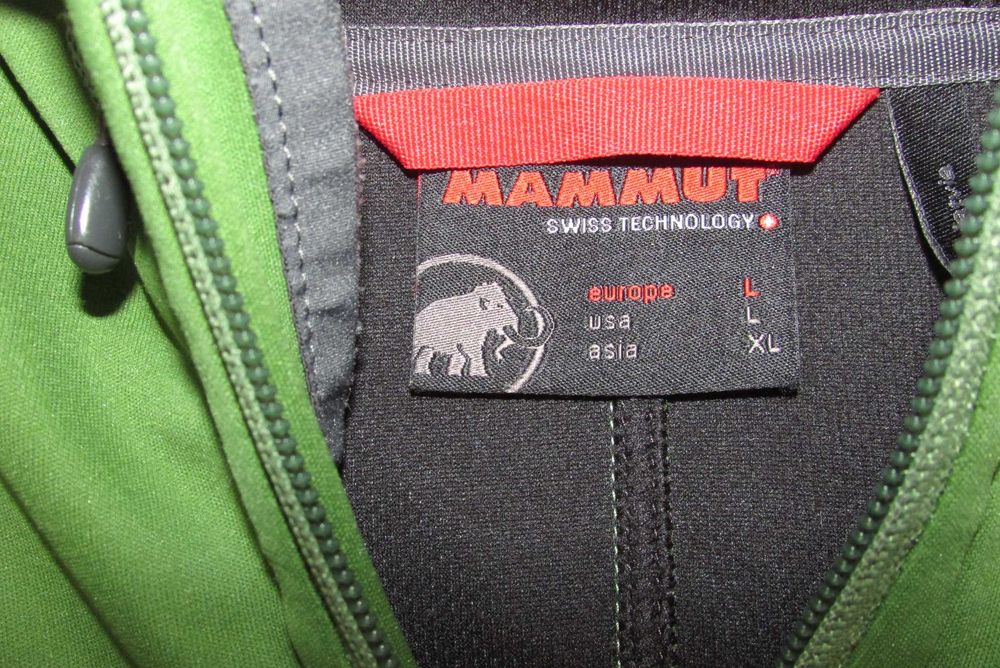 MAMMUT
SWISS TECHNOLOGY
europe L
usa L
asia XL